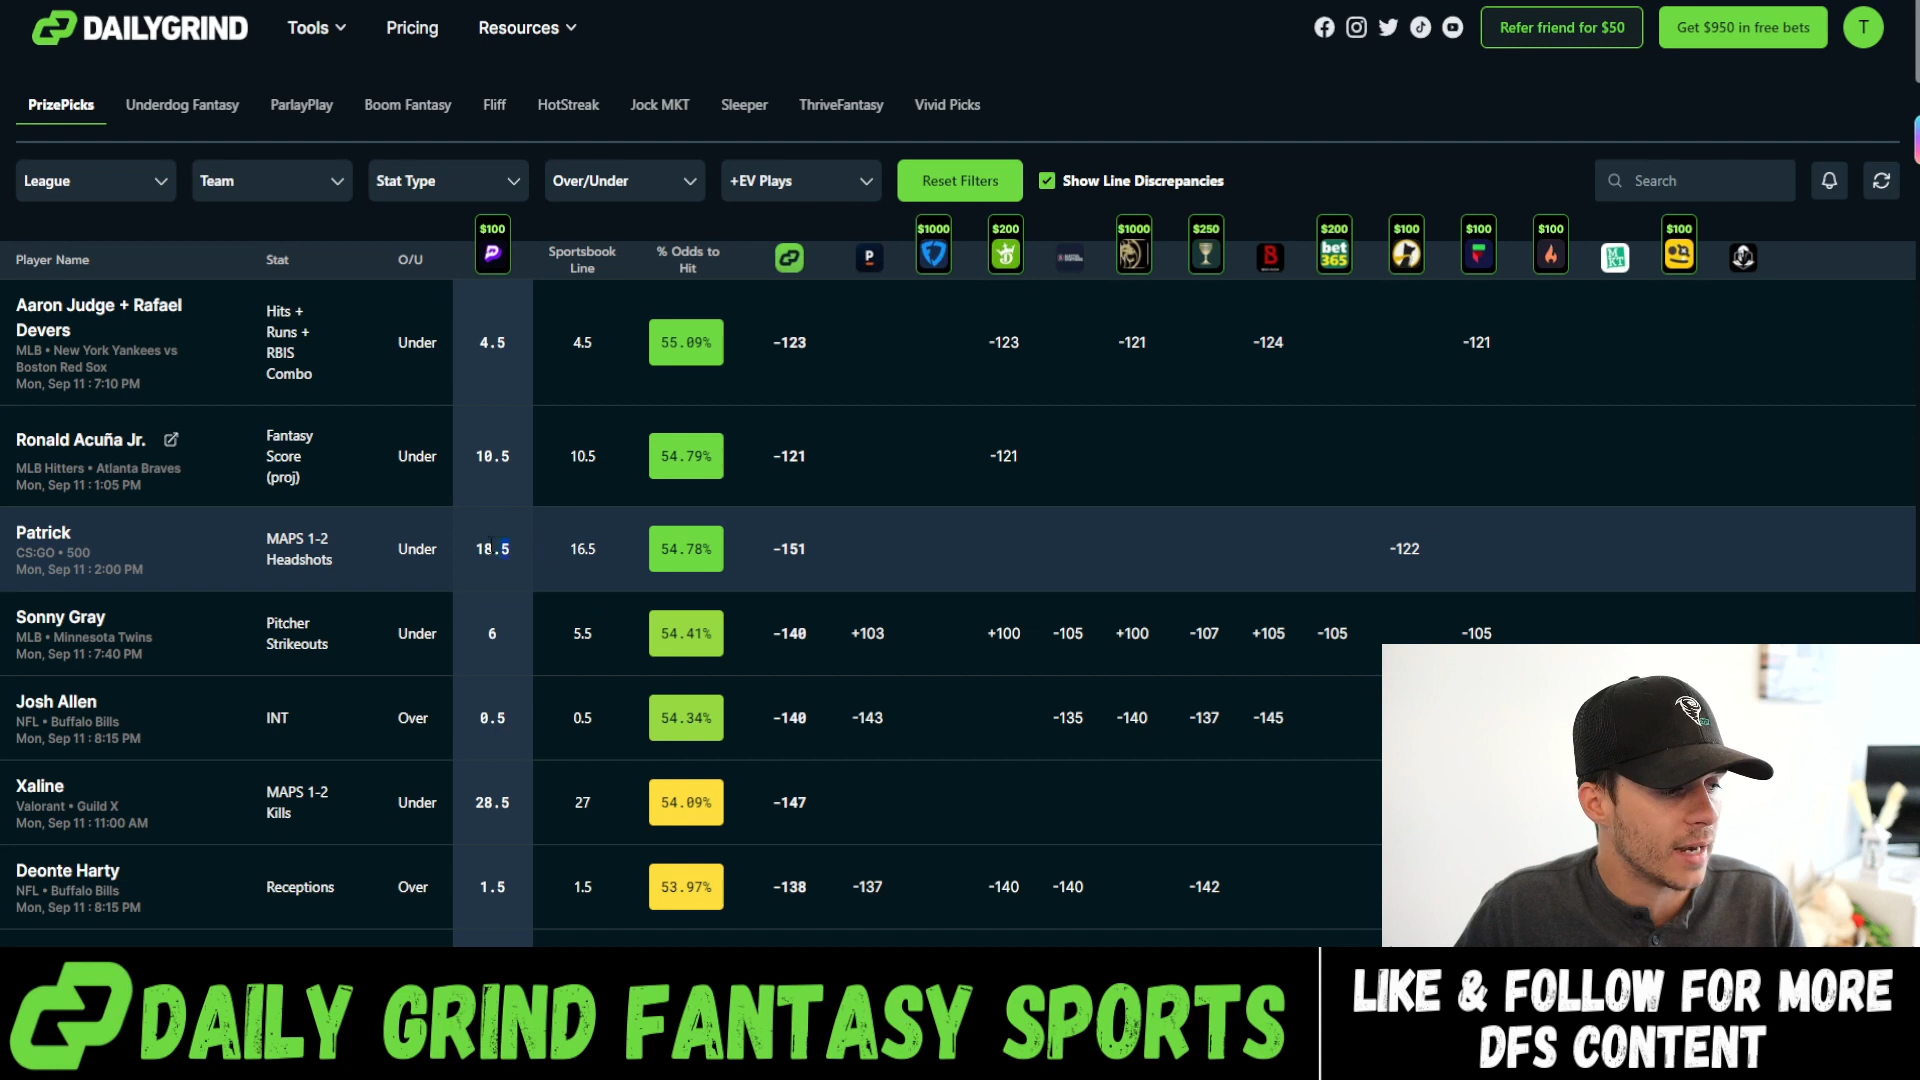 DAILYGRIND
Tools
Pricing
Resources
Refer friend for $50
Get $950 in free bets
T
PrizePicks
Underdog Fantasy
ParlayPlay
Boom Fantasy
Fliff
HotStreak
Jock MKT
Sleeper
ThriveFantasy
Vivid Picks
League
Team
Stat Type
Over/Under
+EV Plays
Reset Filters
Show Line Discrepancies
Search
$100
$1000
$200
$1000
$250
$200
$100
$100
$100
$100
Player Name
Stat
O/U
P
Sportsbook
Line
% Odds to
Hit
P
B
bet
365
MKT
Aaron Judge + Rafael
Devers
MLB • New York Yankees vs
Boston Red Sox
Mon, Sep 11 : 7:10 PM
Hits +
Runs +
RBIS
Combo
Under
4.5
4.5
55.09%
-123
-123
-121
-124
-121
Ronald Acuña Jr.
MLB Hitters • Atlanta Braves
Mon, Sep 11 : 1:05 PM
Fantasy
Score
(proj)
Under
10.5
10.5
54.79%
-121
-121
Patrick
CS:GO • 500
Mon, Sep 11 : 2:00 PM
MAPS 1-2
Headshots
Under
18.5
16.5
54.78%
-151
-122
Sonny Gray
MLB • Minnesota Twins
Mon, Sep 11 : 7:40 PM
Pitcher
Strikeouts
Under
6
5.5
54.41%
-140
+103
+100
-105
+100
-107
+105
-105
-105
Josh Allen
NFL • Buffalo Bills
Mon, Sep 11 : 8:15 PM
INT
Over
0.5
0.5
54.34%
-140
-143
-135
-140
-137
-145
Xaline
Valorant • Guild X
Mon, Sep 11 : 11:00 AM
MAPS 1-2
Kills
Under
28.5
27
54.09%
-147
Deonte Harty
NFL • Buffalo Bills
Mon, Sep 11 : 8:15 PM
Receptions
Over
1.5
1.5
53.97%
-138
-137
-140
-140
-142
DAILY GRIND FANTASY SPORTS
LIKE & FOLLOW FOR MORE
DFS CONTENT